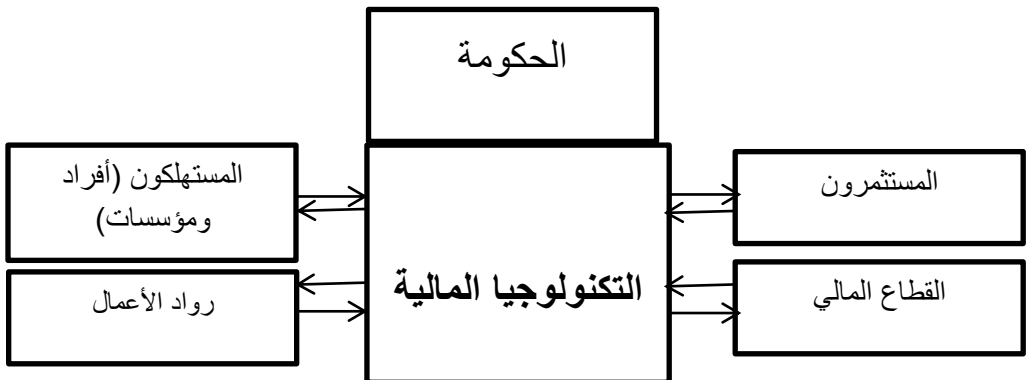 الحكومة
المستثمرون
المستهلكون (أفراد
ومؤسسات)
التكنولوجيا المالية
القطاع المالي
رواد الأعمال